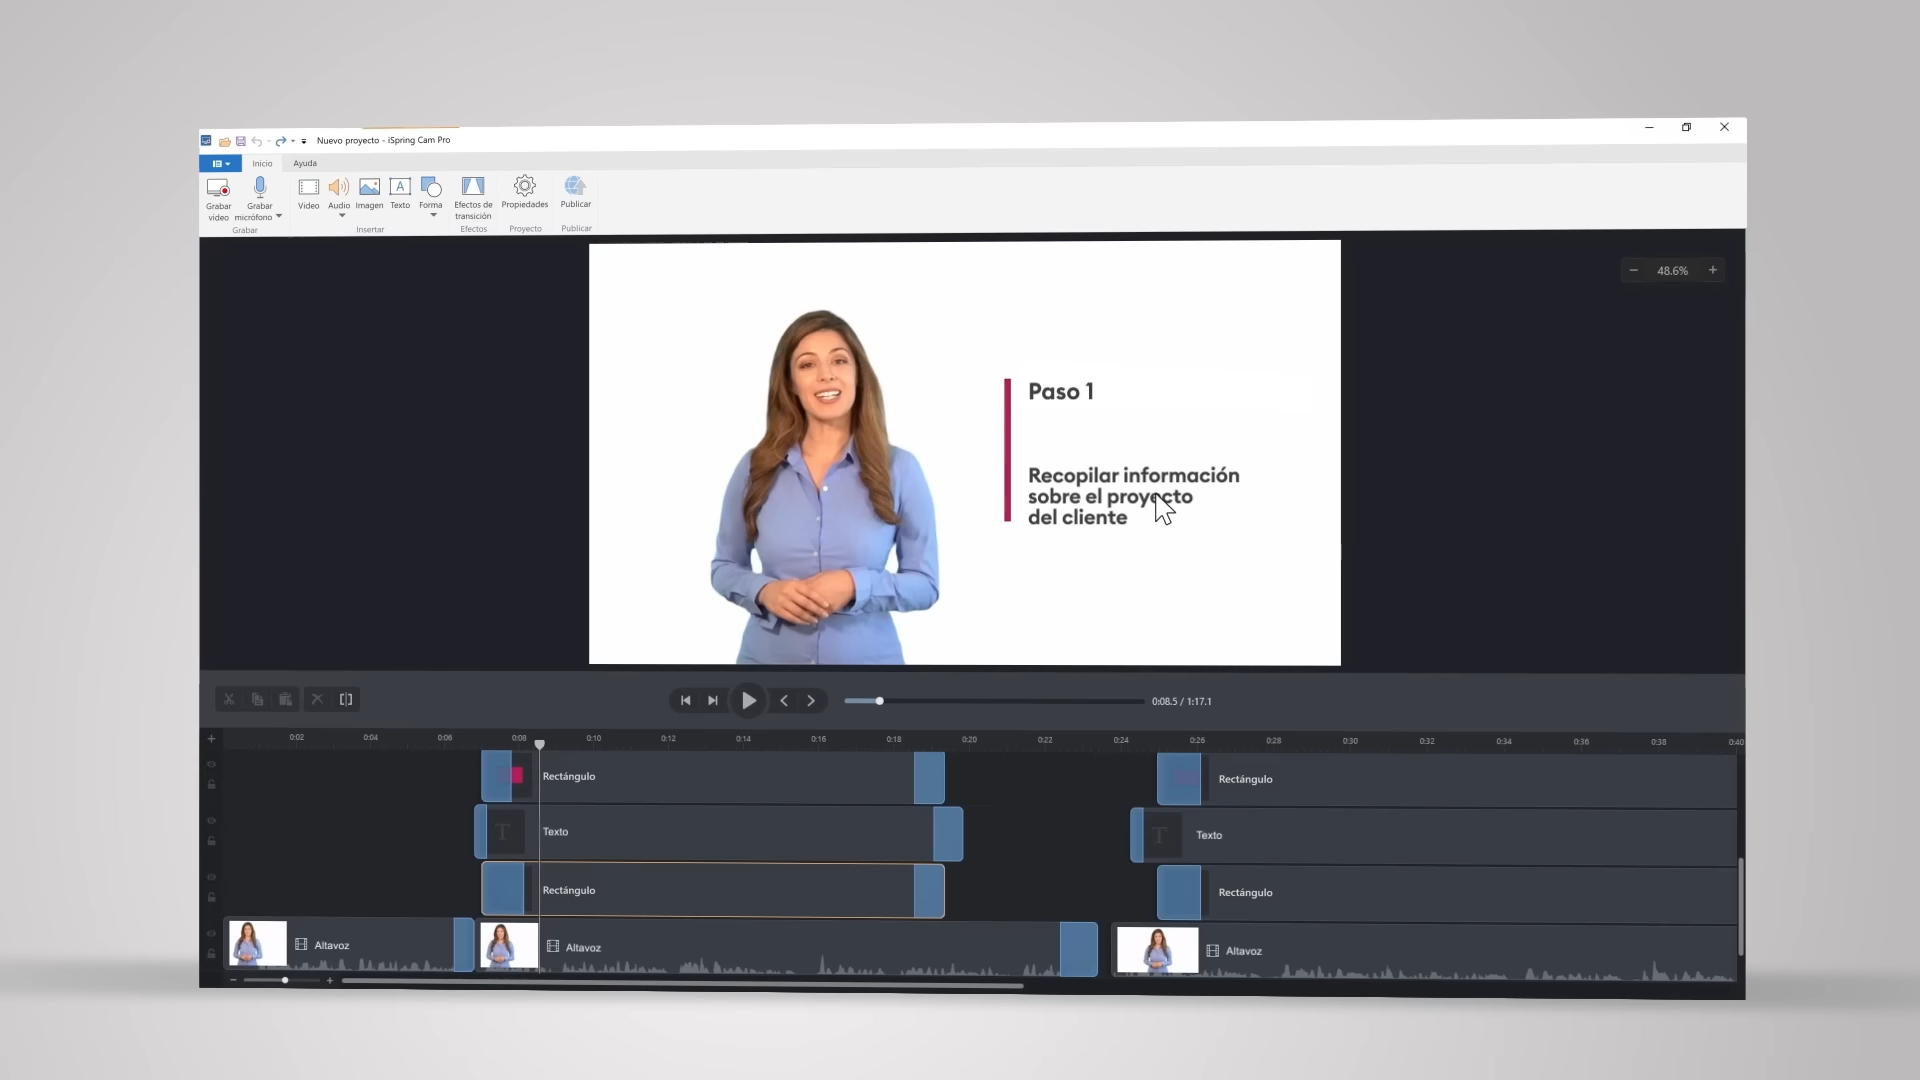 Nuevo proyecto - iSpring Cam Pro
Inicio Ayuda
Grabar video
Grabar micrófono
Video Audio Imagen Texto Forma
Efectos de transición
Propiedades
Publicar
Grabar Insertar Efectos Proyecto Publicar
48.6%
Paso 1
Recopilar información
sobre el proyecto
del cliente
0:08.5 / 1:17.1
0:02 0:04 0:06 0:08 0:10 0:12 0:14 0:16 0:18 0:20 0:22 0:24 0:26 0:28 0:30 0:32 0:34 0:36 0:38 0:40
Rectángulo Rectángulo
T Texto T Texto
Rectángulo Rectángulo
Altavoz Altavoz Altavoz